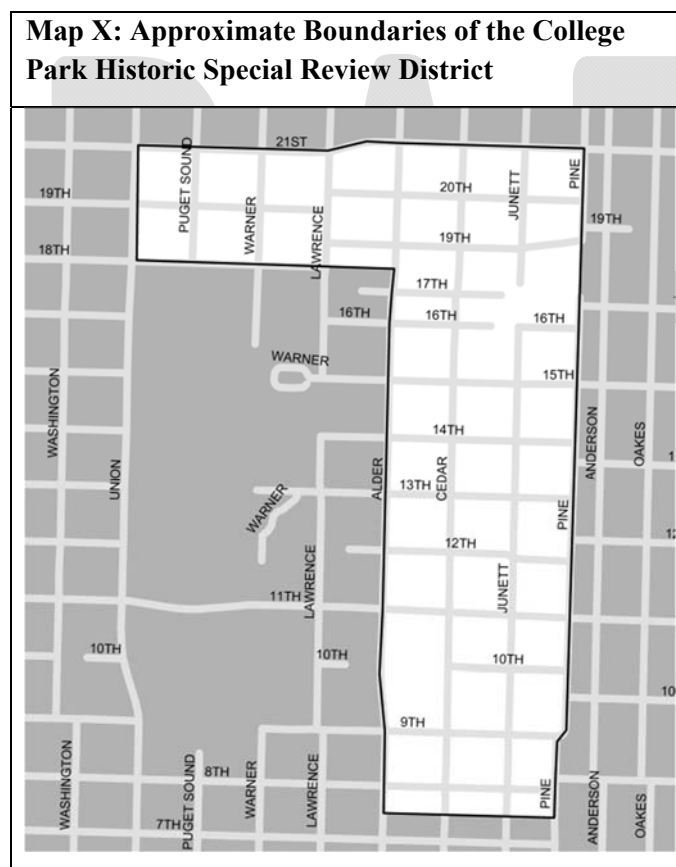 Map X: Approximate Boundaries of the College
Park Historic Special Review District
21ST
PUGET SOUND
PINE
19TH
20TH
JUNETT
WARNER
LAWRENCE
19TH
19TH
18TH
17TH
16TH
16TH
16TH
WARNER
15TH
WASHINGTON
ANDERSON
OAKES
14TH
UNION
ALDER
CEDAR
13TH
WARNER
PINE
12TH
LAWRENCE
JUNETT
11TH
10TH
10TH
10TH
9TH
PUGET SOUND
8TH
WARNER
LAWRENCE
WASHINGTON
PINE
ANDERSON
OAKES
7TH